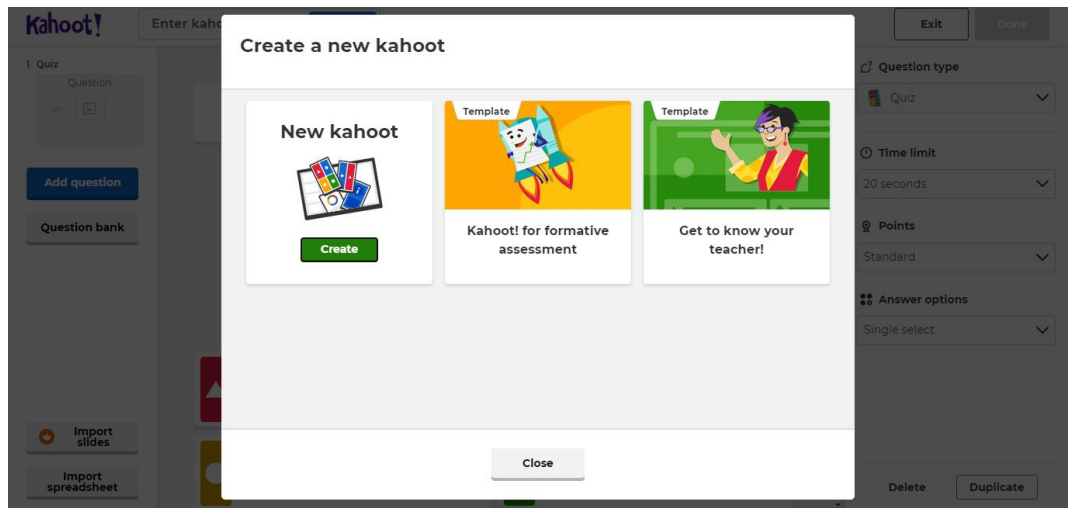 Kahoot!
Enter kaho
Exit
Done
Create a new kahoot
1 Quiz
Question
20
Add question
Question bank
Import
slides
Import
spreadsheet
New kahoot
Create
Template
Kahoot! for formative
assessment
Template
Get to know your
teacher!
Close
Question type
Quiz
Time limit
20 seconds
Points
Standard
Answer options
Single select
Delete
Duplicate